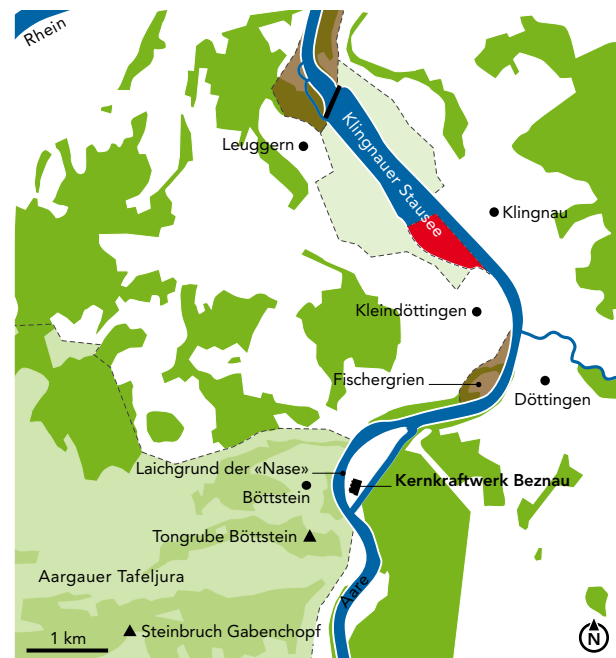 Rhein
Leuggern
Klingnauer Stausee
Klingnau
Kleindöttingen
Fischergrien
Döttingen
Laichgrund der «Nase»
Kernkraftwerk Beznau
Böttstein
Tongrube Böttstein
Aargauer Tafeljura
Aare
Steinbruch Gabenchopf
1 km
N